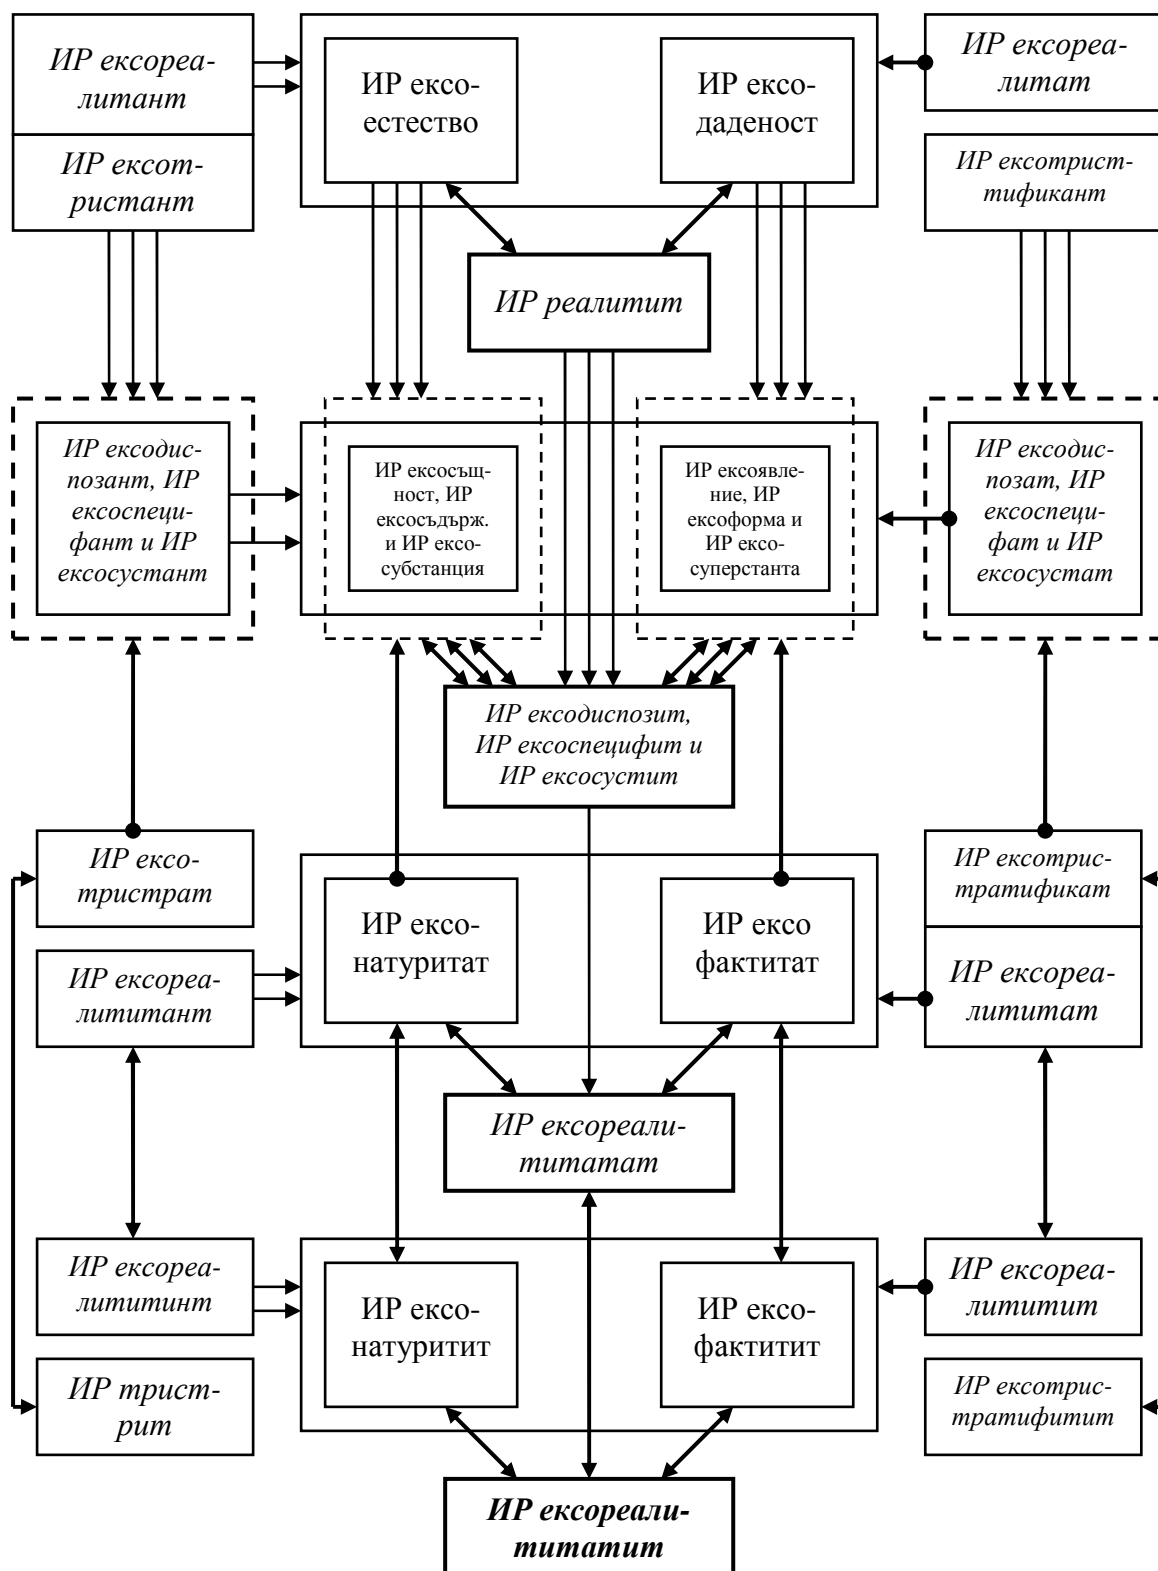 ИР ексореа-
литант
ИР ексо-
естество
ИР ексо-
даденост
ИР ексореа-
литат
ИР ексот-
ристант
ИР ексотрист-
тификант
ИР реалитит
ИР ексодис-
позант, ИР
ексоспеци-
фант и ИР
ексосустант
ИР ексосъщ-
ност, ИР
ексосъдърж.
и ИР ексо-
субстанция
ИР ексоявле-
ние, ИР
ексоформа и
ИР ексо-
суперстанта
ИР ексодис-
позат, ИР
ексоспеци-
фат и ИР
ексосустат
ИР ексодиспозит,
ИР ексоспецифит и
ИР ексосустит
ИР ексо-
тристрат
ИР ексо-
натуритат
ИР ексо
фактитат
ИР ексотрис-
тратификат
ИР ексореа-
лититант
ИР ексореа-
лититат
ИР ексореали-
титатат
ИР ексореа-
лититинт
ИР ексо-
натуритит
ИР ексо-
фактитит
ИР ексореа-
лититит
ИР трист-
рит
ИР ексотрис-
тратифитит
ИР ексореали-
титатит